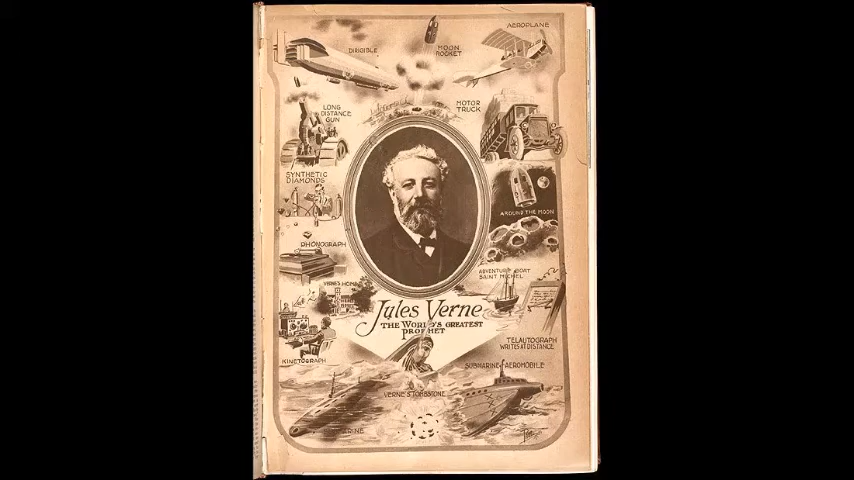 AEROPLANE
DIRIGIBLE
MOON
ROCKET
LONG
DISTANCE
GUN
MOTOR
TRUCK
SYNTHETIC
DIAMONDS
AROUND THE MOON
PHONOGRAPH
ADVENTURE BOAT
SAINT MICHEL
VERNE'S HOME
Jules Verne
THE WORLD'S GREATEST
PROPHET
TELAUTOGRAPH
WRITES AT DISTANCE
KINETOGRAPH
SUBMARINE-AEROMOBILE
VERNE'S TOMBSTONE